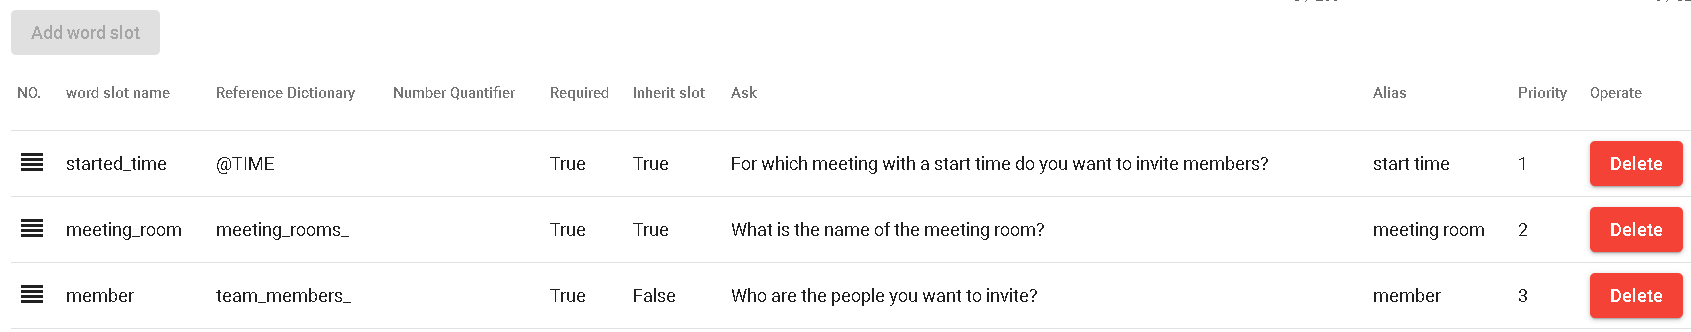 Add word slot
NO. word slot name Reference Dictionary Number Quantifier Required Inherit slot Ask Alias Priority Operate
started_time @TIME True True For which meeting with a start time do you want to invite members? start time 1 Delete
meeting_room meeting_rooms_ True True What is the name of the meeting room? meeting room 2 Delete
member team_members_ True False Who are the people you want to invite? member 3 Delete